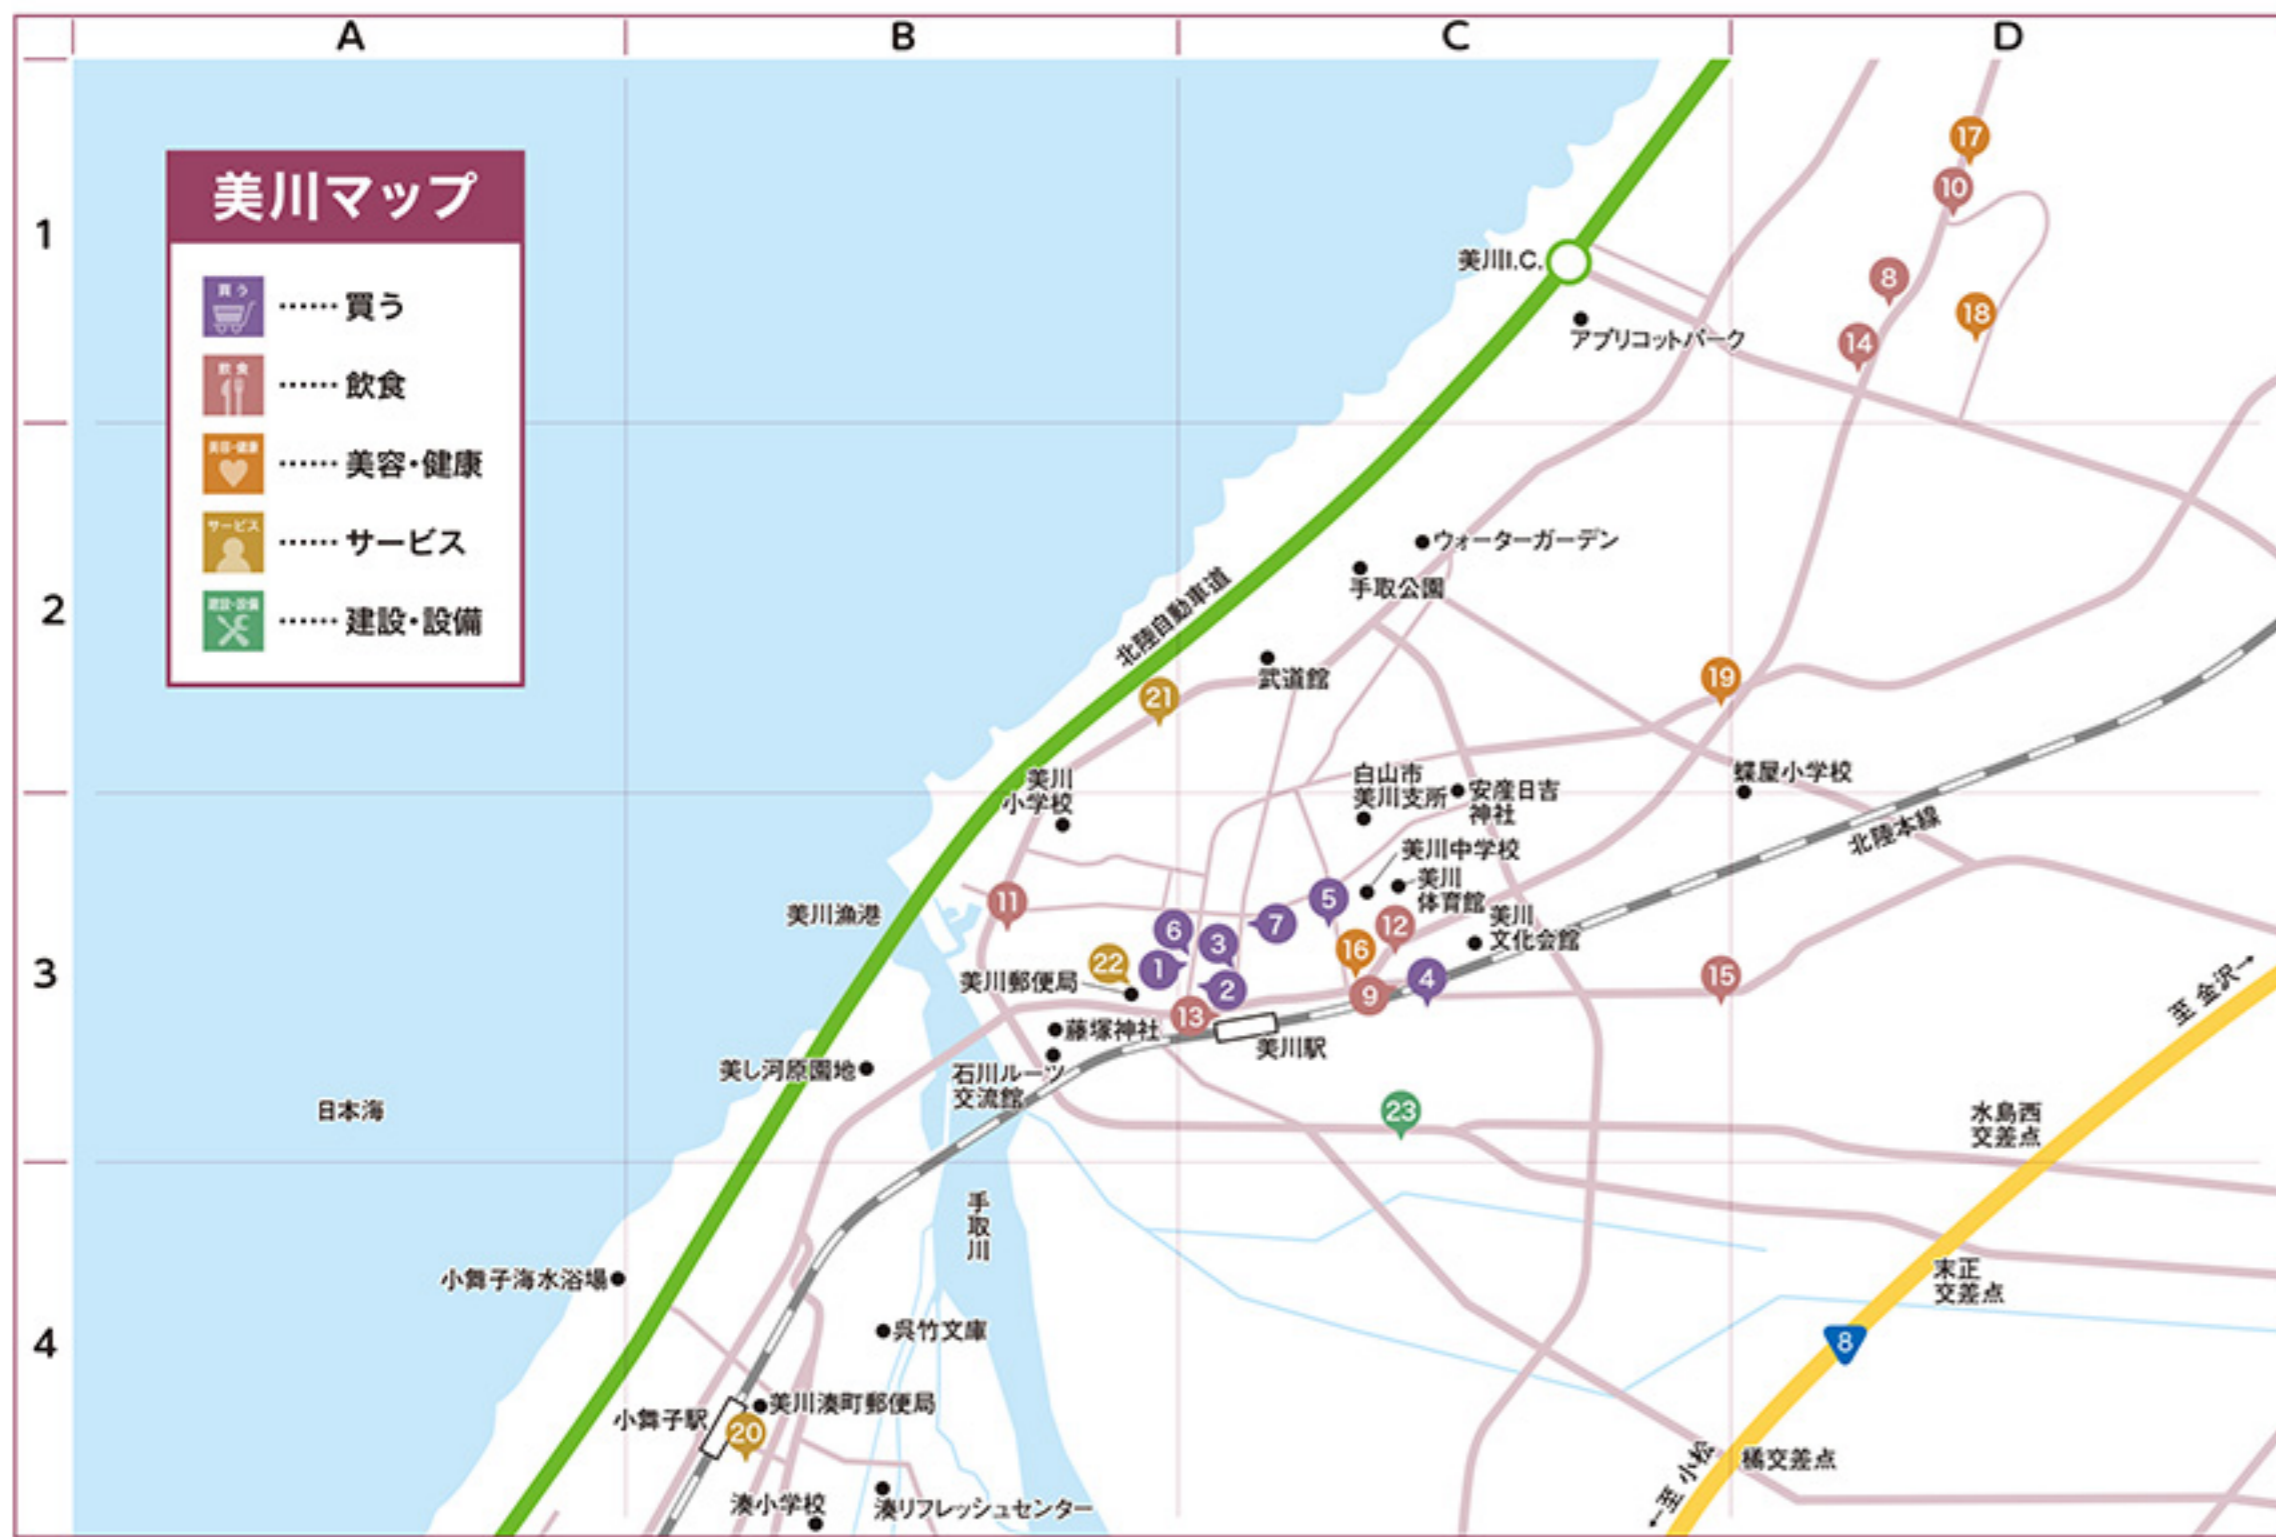 A
B
C
D
1
2
3
4
美川マップ
買う
……買う
飲食
……飲食
美容・健康
……美容・健康
サービス
……サービス
建設・設備
……建設・設備
17
10
8
18
14
美川I.C.
アプリコットパーク
ウォーターガーデン
手取公園
北陸自動車道
武道館
21
19
美川
小学校
白山市
美川支所
安産日吉
神社
蝶屋小学校
北陸本線
美川中学校
美川
体育館
美川
文化会館
11
美川漁港
5
7
6
3
12
16
22
1
2
9
4
15
13
美川郵便局
藤塚神社
美川駅
至 金沢→
美し河原園地
石川ルーツ
交流館
日本海
23
水島西
交差点
手取川
小舞子海水浴場
末正
交差点
呉竹文庫
8
美川湊町郵便局
小舞子駅
20
橘交差点
←至 小松
湊小学校
湊リフレッシュセンター